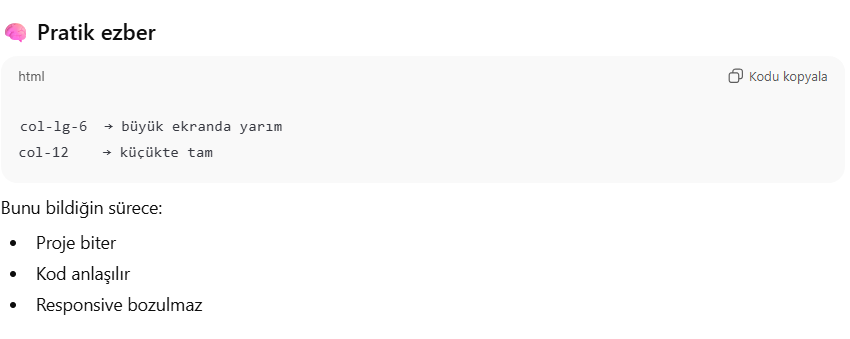 🧠 Pratik ezber
html
Kodu kopyala
col-lg-6 → büyük ekranda yarım
col-12 → küçükte tam
Bunu bildiğin sürece:
• Proje biter
• Kod anlaşılır
• Responsive bozulmaz